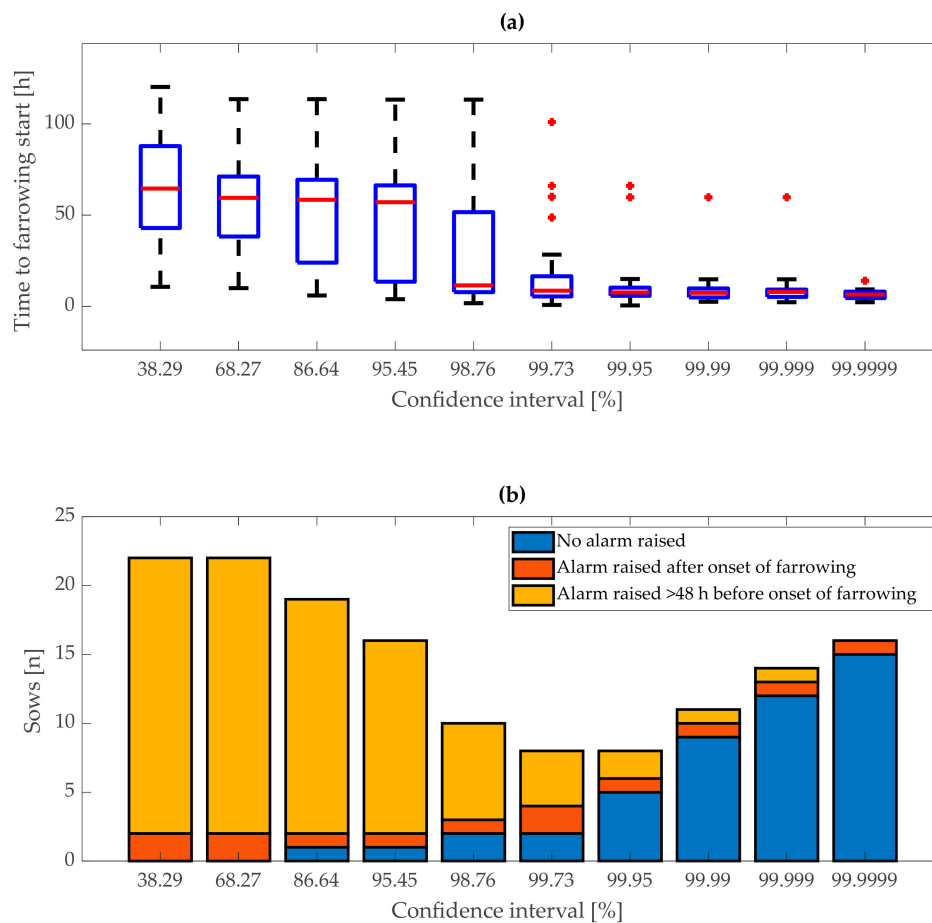 (a)
Time to farrowing start [h]
100
50
0
38.29 68.27 86.64 95.45 98.76 99.73 99.95 99.99 99.999 99.9999
Confidence interval [%]
(b)
Sows [n]
25
20
15
10
5
0
No alarm raised
Alarm raised after onset of farrowing
Alarm raised >48 h before onset of farrowing
38.29 68.27 86.64 95.45 98.76 99.73 99.95 99.99 99.999 99.9999
Confidence interval [%]